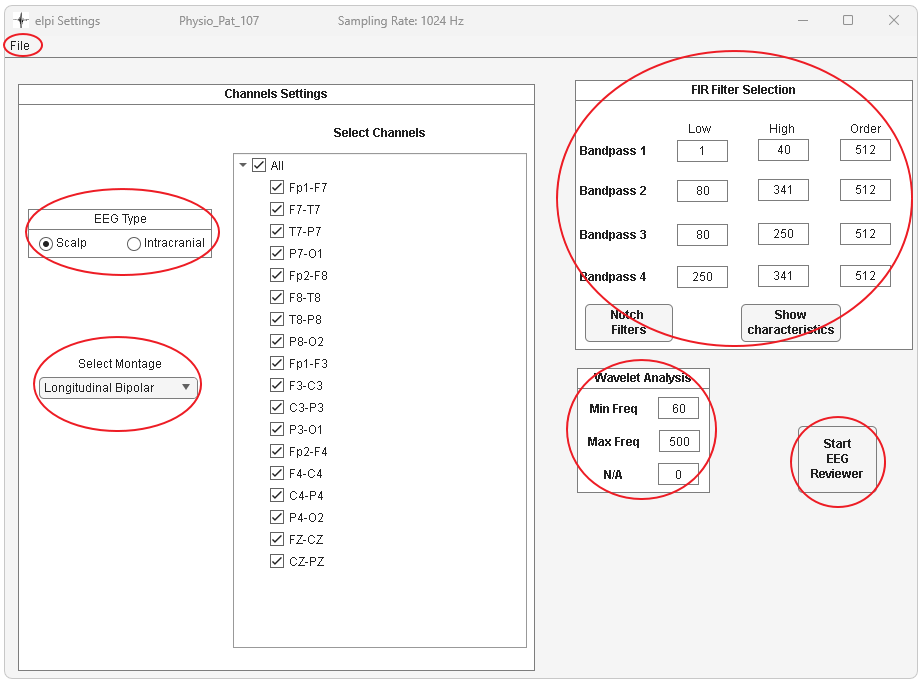 elpi Settings Physio_Pat_107 Sampling Rate: 1024 Hz
File
Channels Settings
Select Channels
All
Fp1-F7
F7-T7
T7-P7
P7-O1
Fp2-F8
F8-T8
T8-P8
P8-O2
Fp1-F3
F3-C3
C3-P3
P3-O1
Fp2-F4
F4-C4
C4-P4
P4-O2
FZ-CZ
CZ-PZ
EEG Type
Scalp Intracranial
Select Montage
Longitudinal Bipolar
FIR Filter Selection
Low High Order
Bandpass 1 1 40 512
Bandpass 2 80 341 512
Bandpass 3 80 250 512
Bandpass 4 250 341 512
Notch
Filters
Show
characteristics
Wavelet Analysis
Min Freq 60
Max Freq 500
N/A 0
Start
EEG
Reviewer